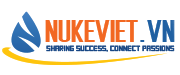 NUKEVIET.VN
SHARING SUCCESS, CONNECT PASSIONS